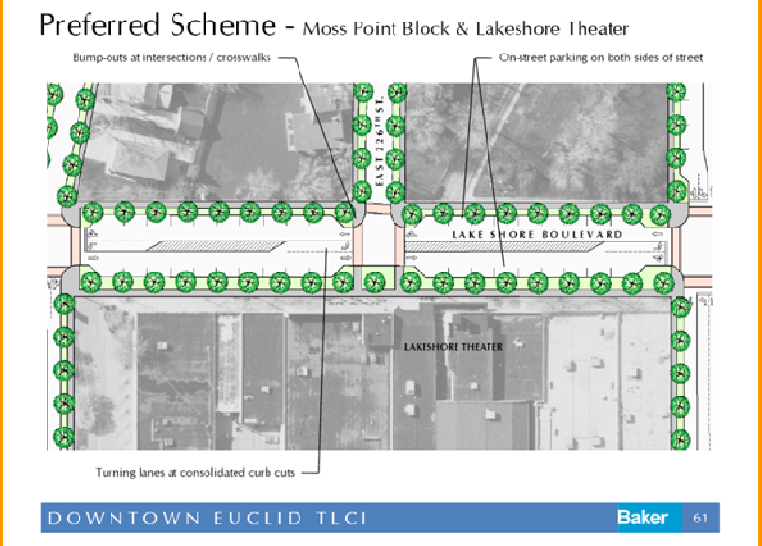 Preferred Scheme - Moss Point Block & Lakeshore Theater
Bump-outs at intersections / crosswalks
On-street parking on both sides of street
EAST 226TH ST.
LAKE SHORE BOULEVARD
LAKESHORE THEATER
Turning lanes at consolidated curb cuts
DOWNTOWN EUCLID TLCI
Baker
61